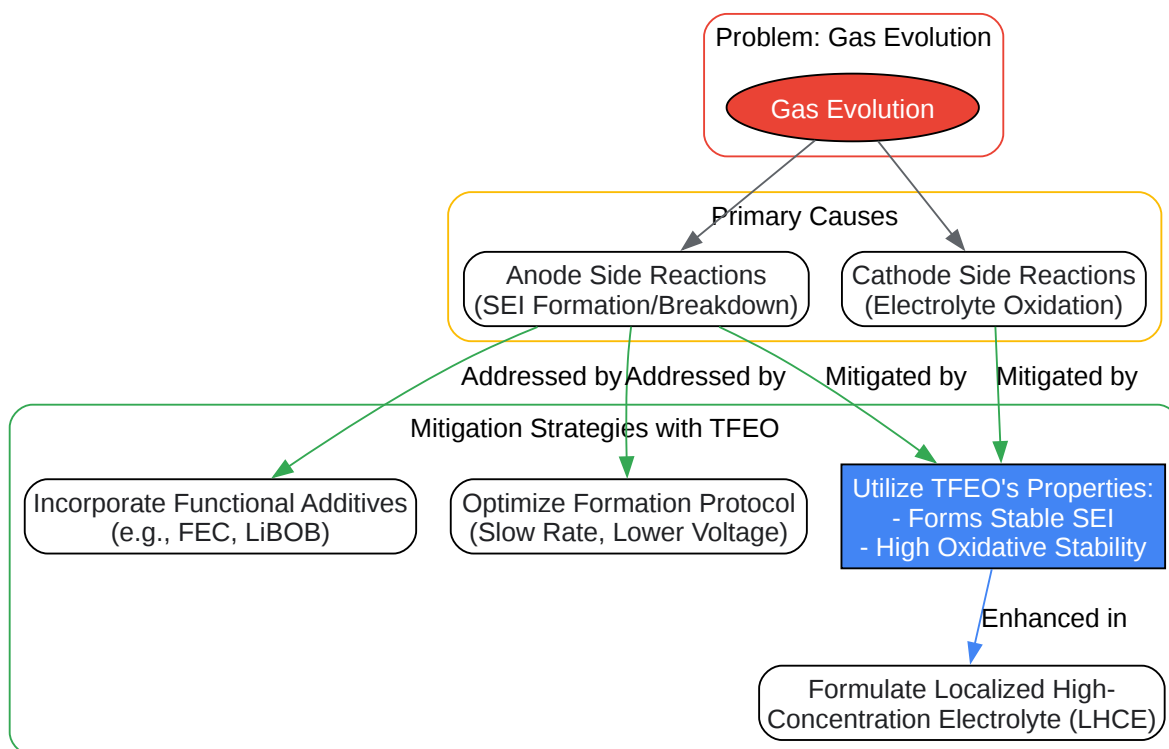 Problem: Gas Evolution
Gas Evolution
Primary Causes
Anode Side Reactions
(SEI Formation/Breakdown)
Cathode Side Reactions
(Electrolyte Oxidation)
Addressed by
Addressed by
Mitigated by
Mitigated by
Mitigation Strategies with TFEO
Incorporate Functional Additives
(e.g., FEC, LiBOB)
Optimize Formation Protocol
(Slow Rate, Lower Voltage)
Utilize TFEO's Properties:
- Forms Stable SEI
- High Oxidative Stability
Enhanced in
Formulate Localized High-
Concentration Electrolyte (LHCE)